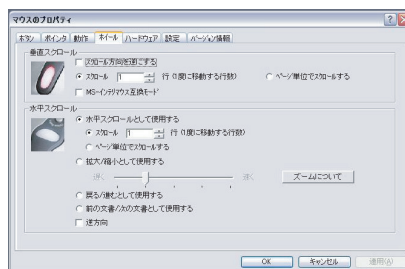 マウスのプロパティ
ボタン ポインタ 動作 ホイール ハードウェア 設定 バージョン情報
垂直スクロール
スクロール方向を逆にする
スクロール 1 行 (1度に移動する行数) ページ単位でスクロールする
MS-インテリマウス互換モード
水平スクロール
水平スクロールとして使用する
スクロール 1 行 (1度に移動する行数)
ページ単位でスクロールする
拡大/縮小として使用する
遅く 速く ズームについて
戻る/進むとして使用する
前の文書/次の文書として使用する
逆方向
OK キャンセル 適用(A)